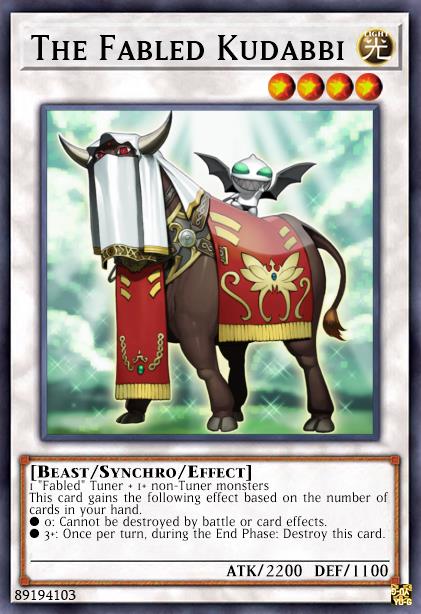 The Fabled Kudabbi
LIGHT
光
[Beast/Synchro/Effect]
1 "Fabled" Tuner + 1+ non-Tuner monsters
This card gains the following effect based on the number of
cards in your hand.
● 0: Cannot be destroyed by battle or card effects.
● 3+: Once per turn, during the End Phase: Destroy this card.
ATK/2200 DEF/1100
89194103